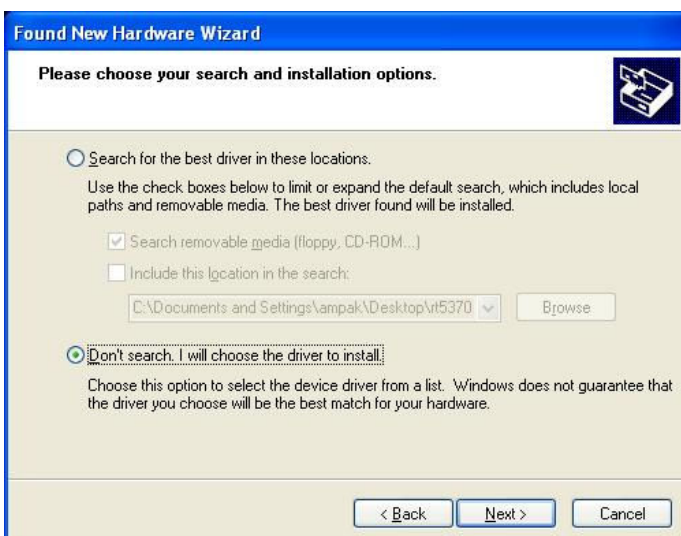 Found New Hardware Wizard
Please choose your search and installation options.
Search for the best driver in these locations.
Use the check boxes below to limit or expand the default search, which includes local
paths and removable media. The best driver found will be installed.
Search removable media (floppy, CD-ROM...)
Include this location in the search:
C:\Documents and Settings\ampak\Desktop\rt5370
Browse
Don't search. I will choose the driver to install.
Choose this option to select the device driver from a list. Windows does not guarantee that
the driver you choose will be the best match for your hardware.
< Back Next > Cancel